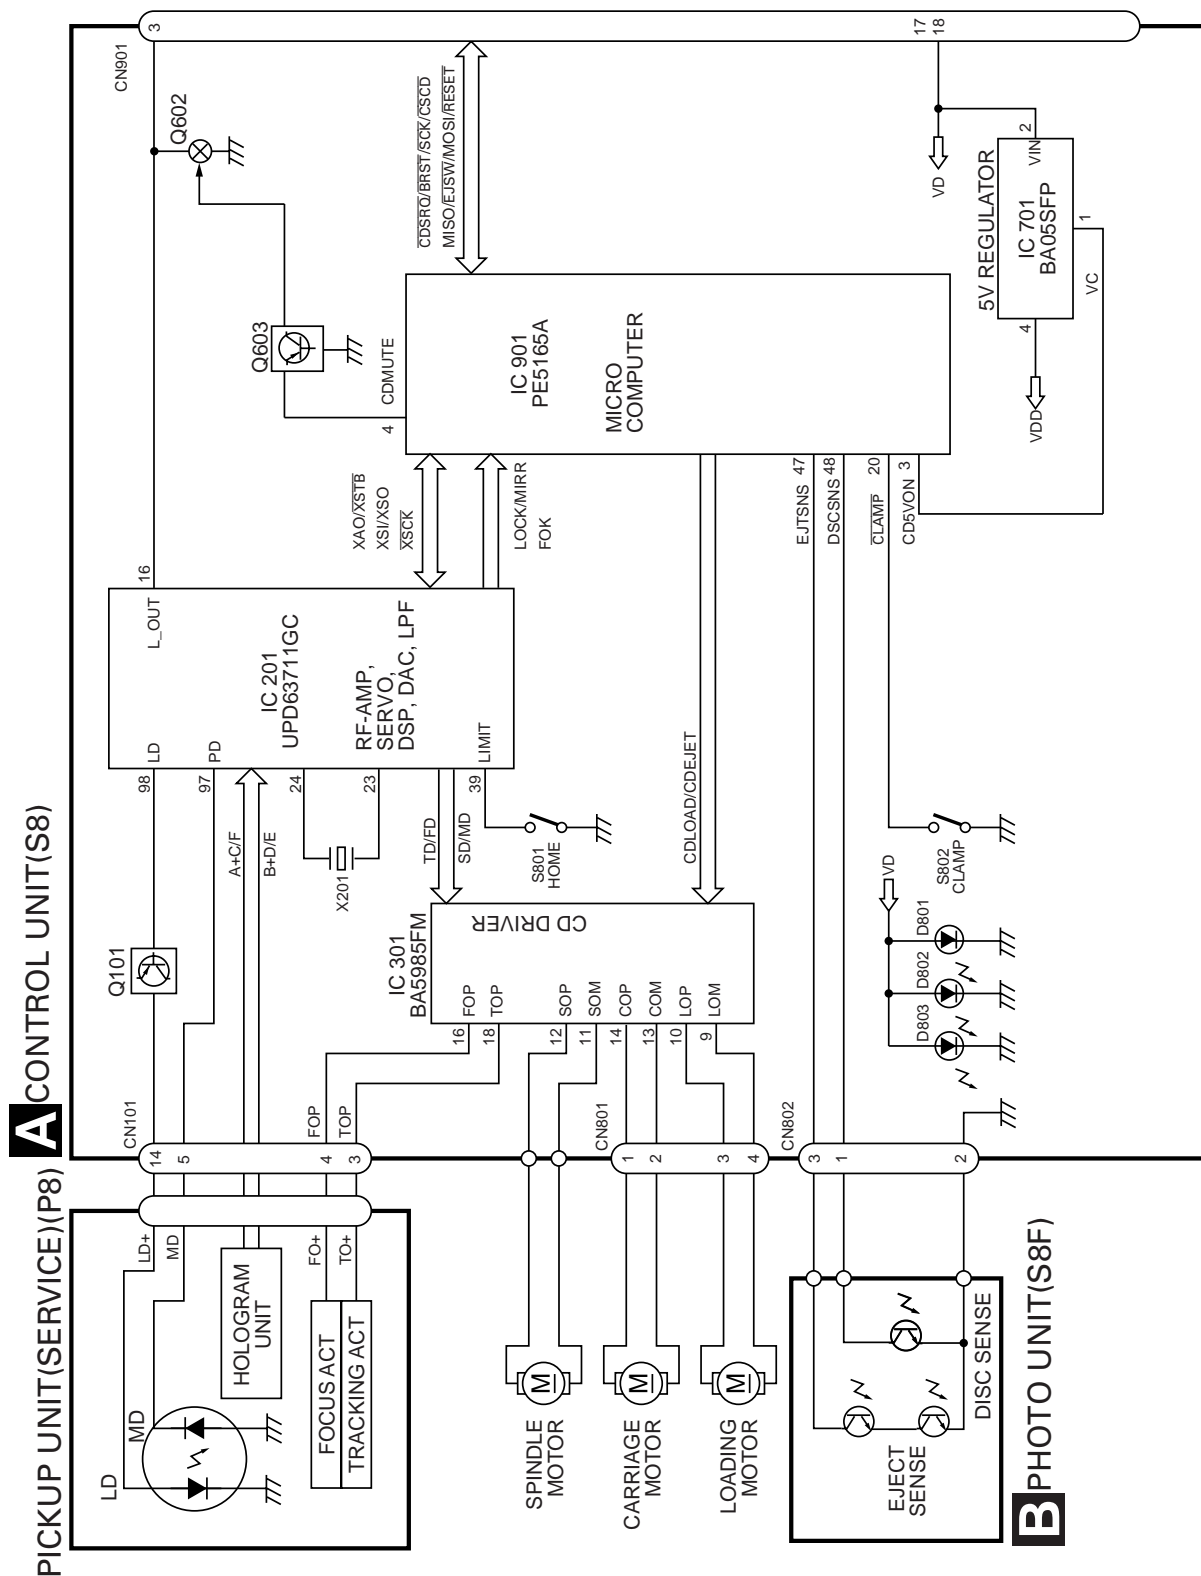 PICKUP UNIT(SERVICE)(P8)
A CONTROL UNIT(S8)
LD
MD
LD+
MD
HOLOGRAM
UNIT
FOCUS ACT
TRACKING ACT
FO+
TO+
CN101
14
5
4
3
FOP
TOP
Q101
A+C/F
B+D/E
X201
98
97
24
23
39
LD
PD
LIMIT
L_OUT
16
IC 201
UPD63711GC
RF-AMP,
SERVO,
DSP, DAC, LPF
TD/FD
SD/MD
S801
HOME
CN901
3
Q602
Q603
4
CDMUTE
XAO/XSTB
XSI/XSO
XSCK
LOCK/MIRR
FOK
CDSRQ/BRST/SCK/CSCD
MISO/EJSW/MOSI/RESET
IC 301
BA5985FM
CD DRIVER
16
18
12
11
14
13
10
9
FOP
TOP
SOP
SOM
COP
COM
LOP
LOM
CDLOAD/CDEJET
IC 901
PE5165A
MICRO
COMPUTER
SPINDLE
MOTOR
M
CARRIAGE
MOTOR
M
LOADING
MOTOR
M
CN801
1
2
3
4
CN802
3
1
2
EJTSNS 47
DSCSNS 48
CLAMP 20
CD5VON 3
VD
D801
D802
D803
S802
CLAMP
17
18
VD
5V REGULATOR
IC 701
BA05SFP
VIN
2
4
VDD
1
VC
EJECT
SENSE
DISC SENSE
B PHOTO UNIT(S8F)